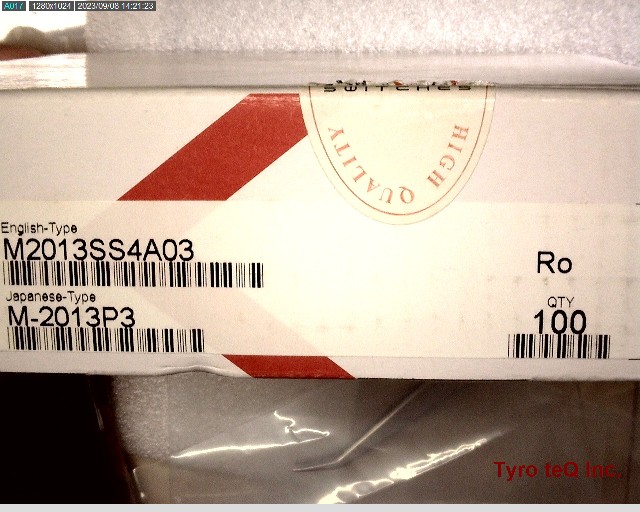 A017 1280x1024 2023/09/08 14:21:23
SWITCHES
HIGH QUALITY
English-Type
M2013SS4A03
Ro
Japanese-Type
M-2013P3
QTY
100
Tyro teQ Inc.